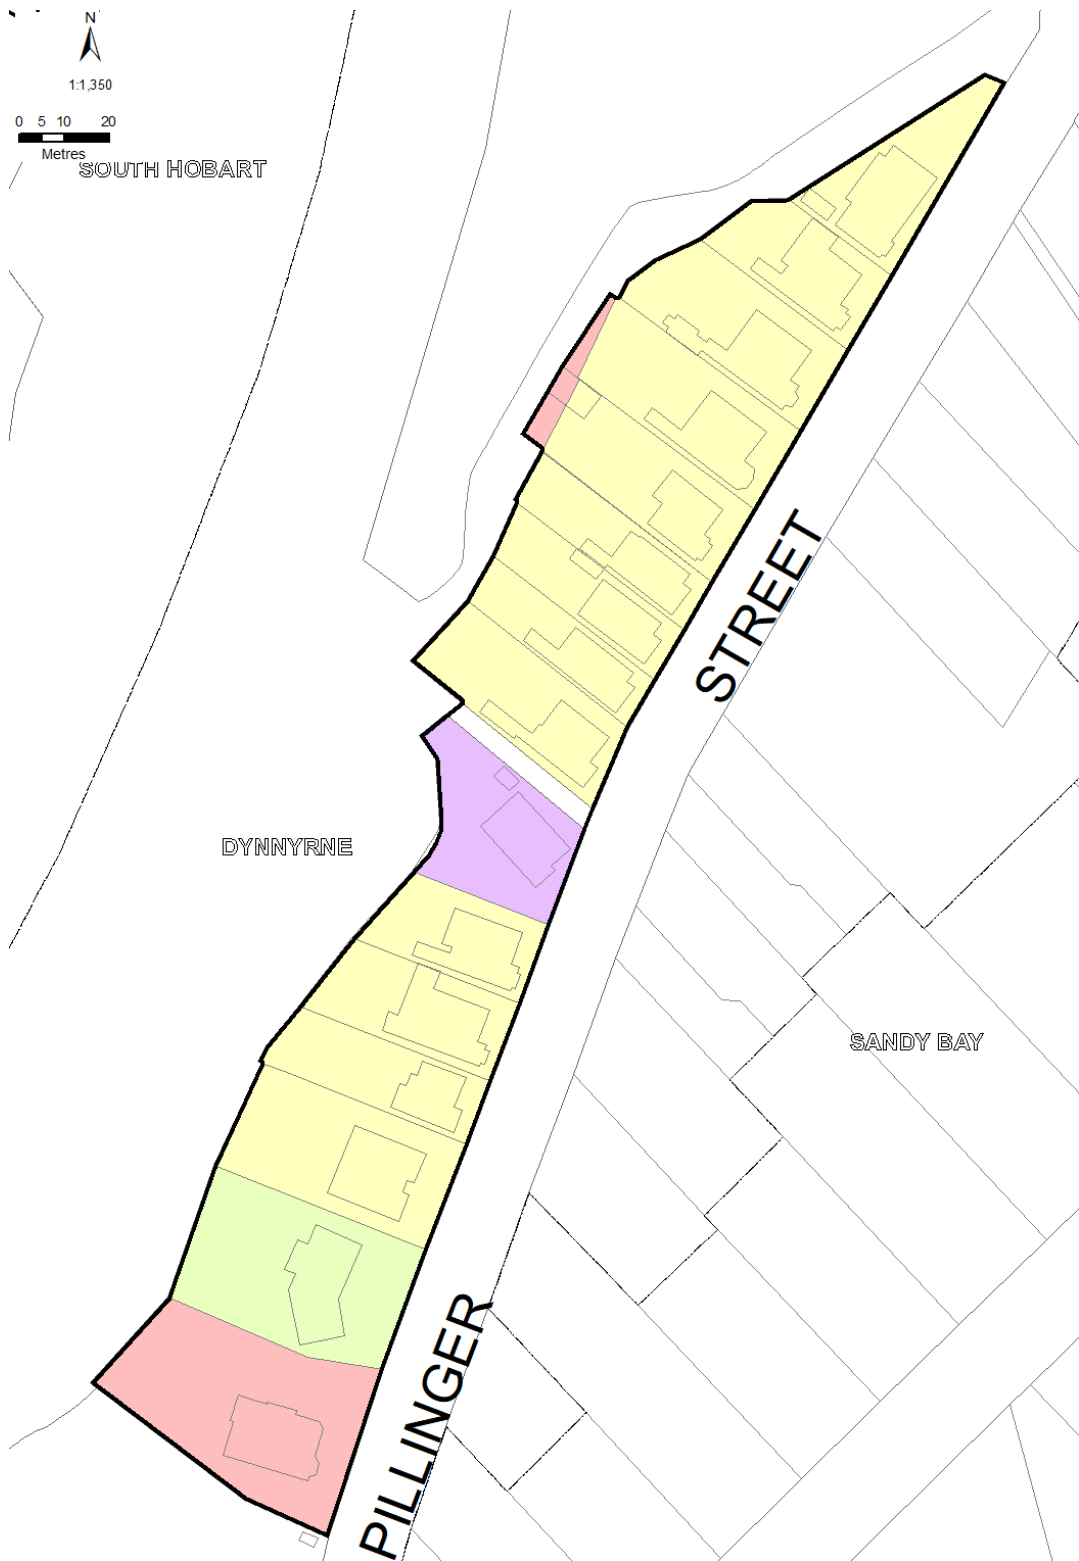 N
1:1,350
0 5 10 20
Metres
SOUTH HOBART
STREET
DYNNYRNE
SANDY BAY
PILLINGER